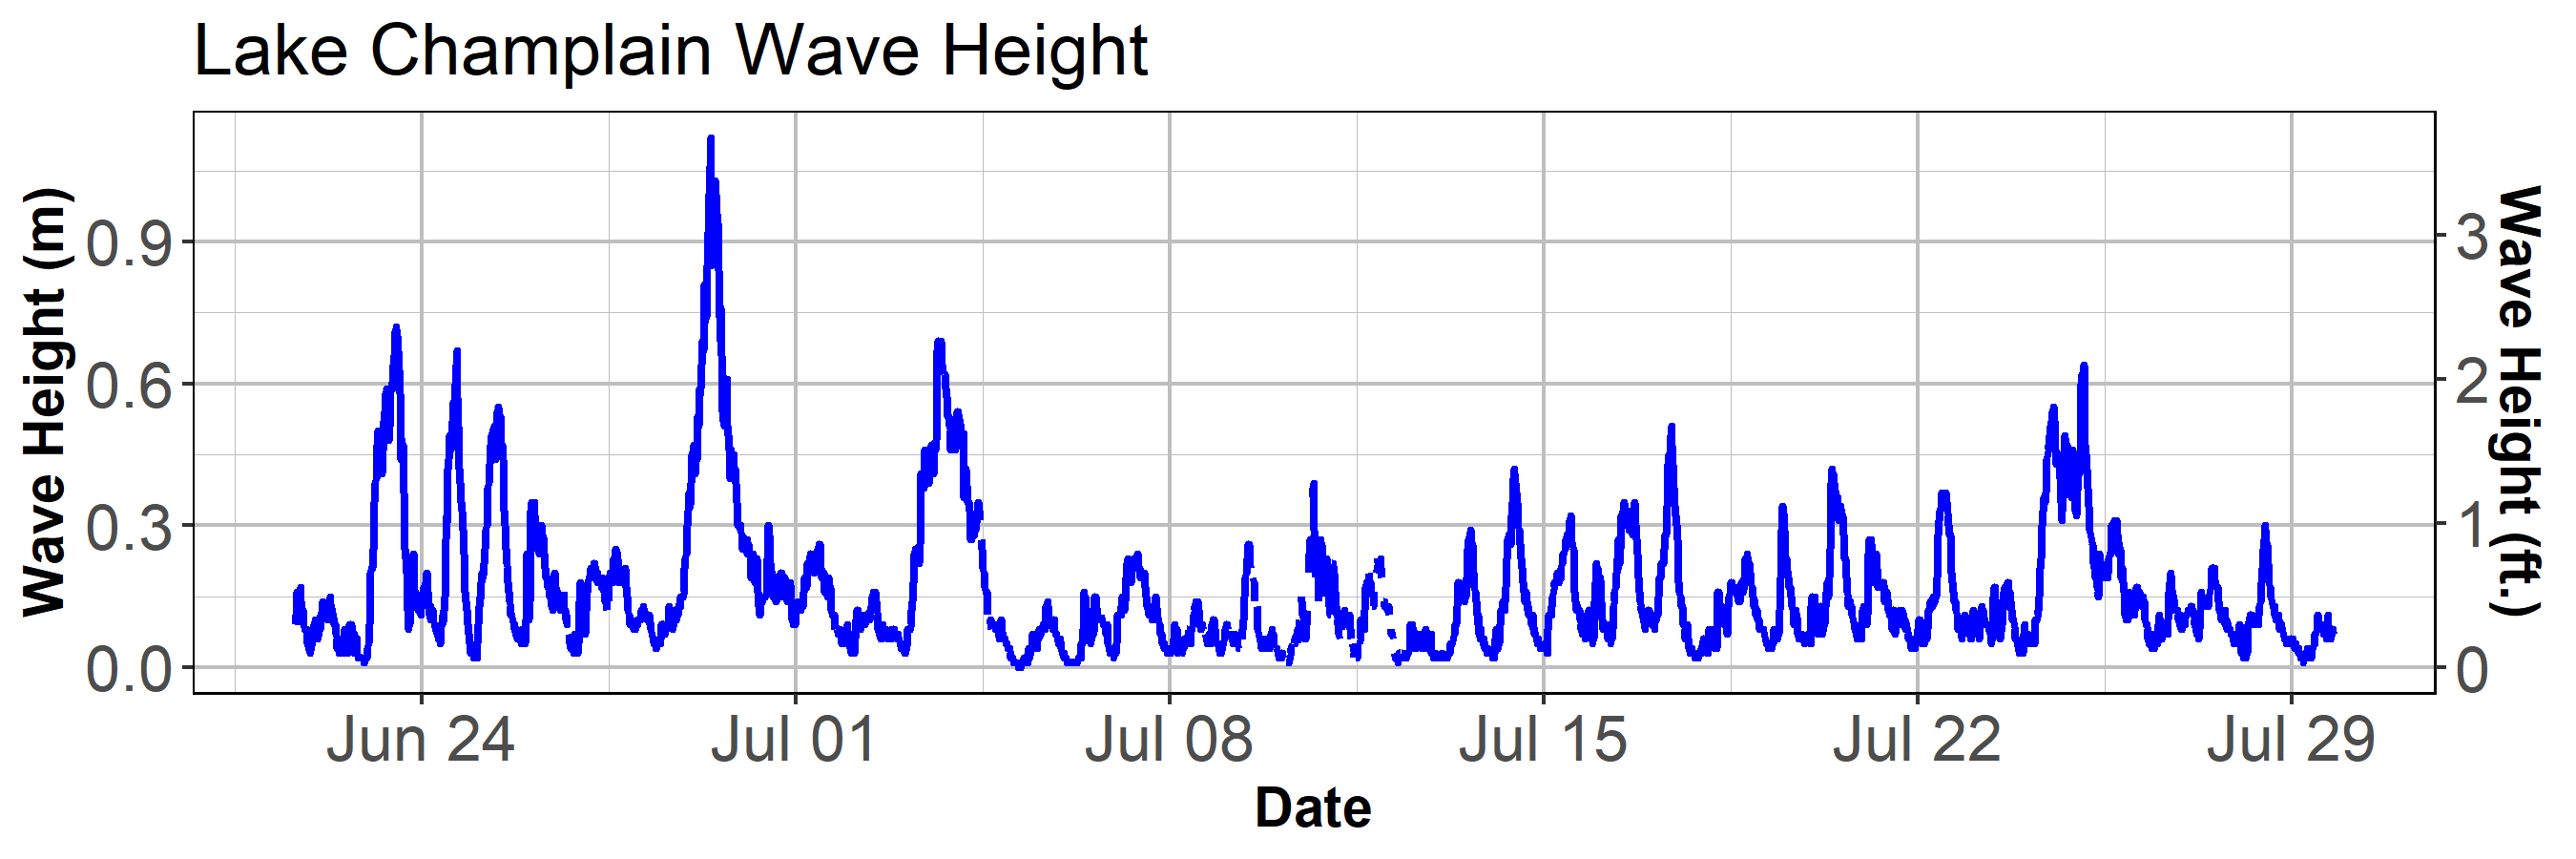 Lake Champlain Wave Height
Wave Height (m)
0.9
0.6
0.3
0.0
3
2
1
0
Wave Height (ft.)
Jun 24
Jul 01
Jul 08
Jul 15
Jul 22
Jul 29
Date